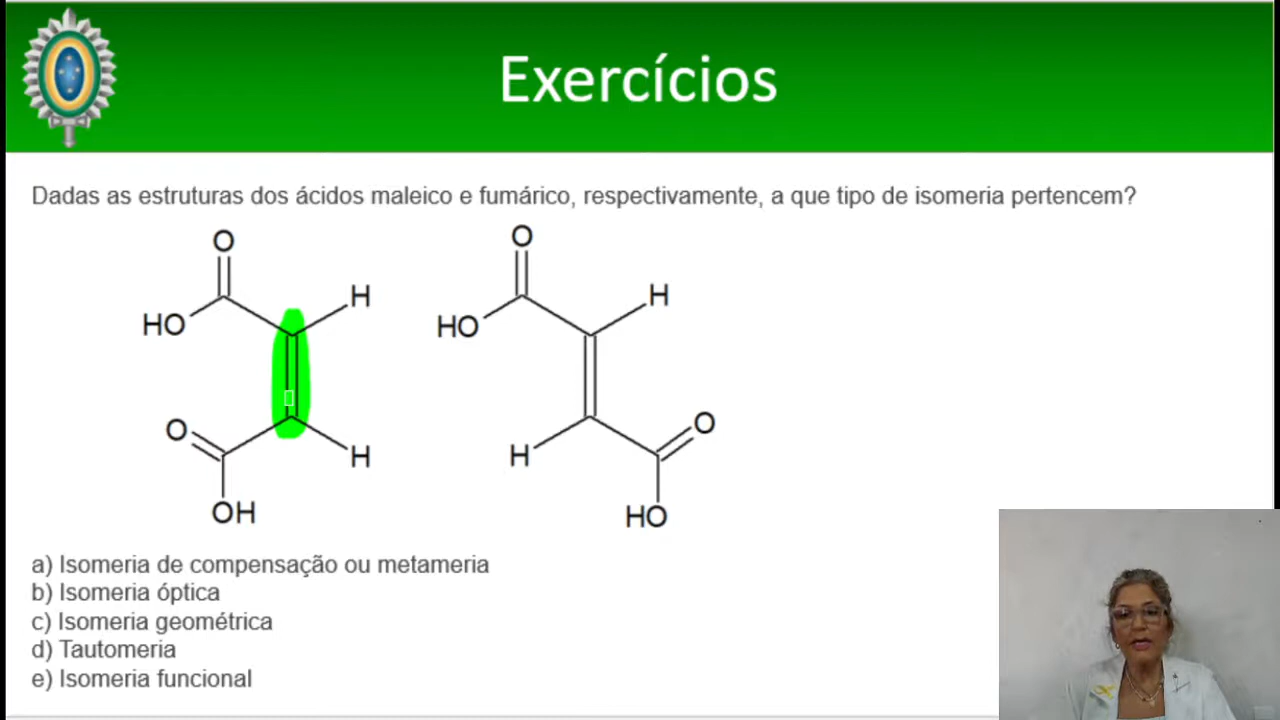 Exercícios
Dadas as estruturas dos ácidos maleico e fumárico, respectivamente, a que tipo de isomeria pertencem?
O
HO
H
O
H
OH
O
HO
H
H
O
HO
a) Isomeria de compensação ou metameria
b) Isomeria óptica
c) Isomeria geométrica
d) Tautomeria
e) Isomeria funcional